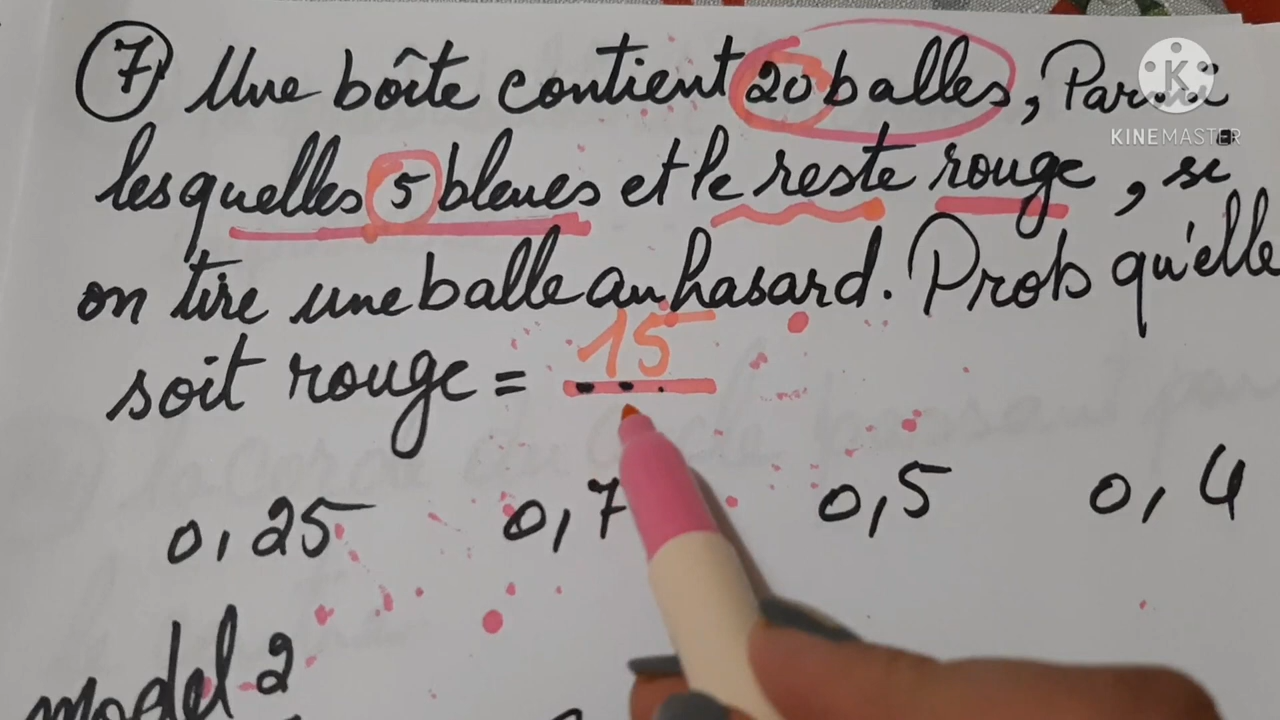 7 Une boîte contient 20 balles, Parmi
lesquelles 5 bleues et le reste rouge, si
on tire une balle au hasard. Prob qu'elle
soit rouge = 15
0,25 0,7 0,5 0,4
model 2
K
KINEMASTER